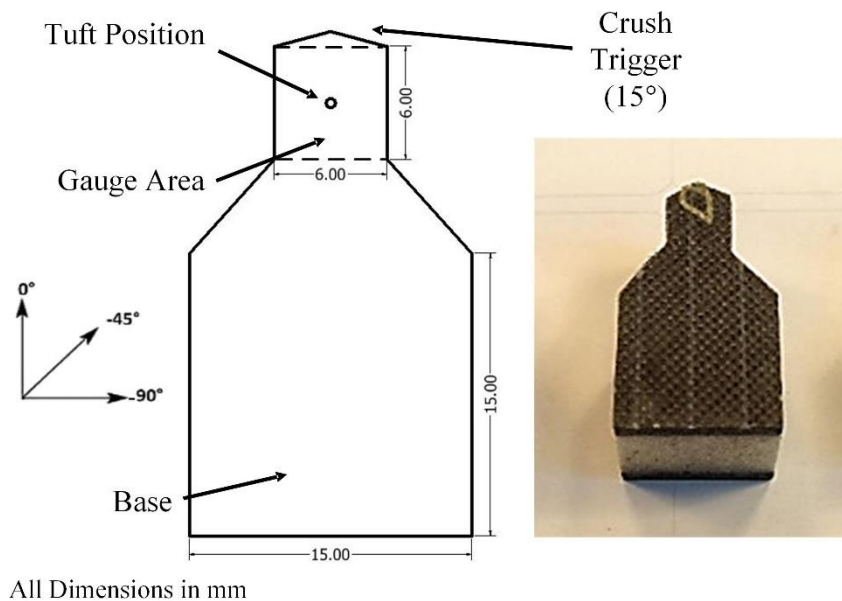 Tuft Position
Crush
Trigger
(15°)
6.00
Gauge Area
6.00
0°
-45°
-90°
15.00
Base
15.00
All Dimensions in mm